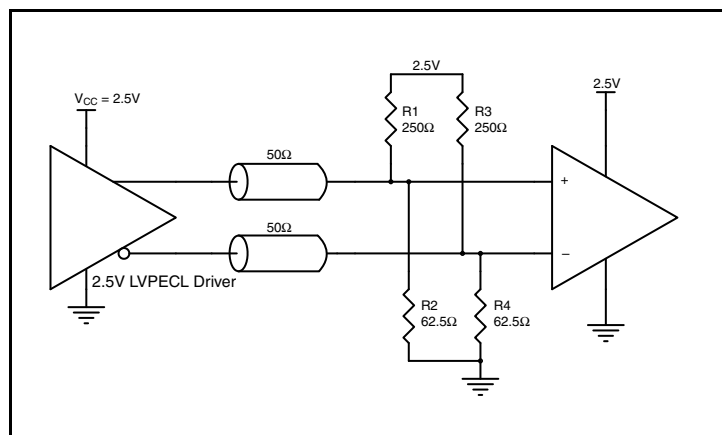 2.5V
V_CC = 2.5V
2.5V
R1
250Ω
R3
250Ω
50Ω
+
50Ω
–
2.5V LVPECL Driver
R2
62.5Ω
R4
62.5Ω